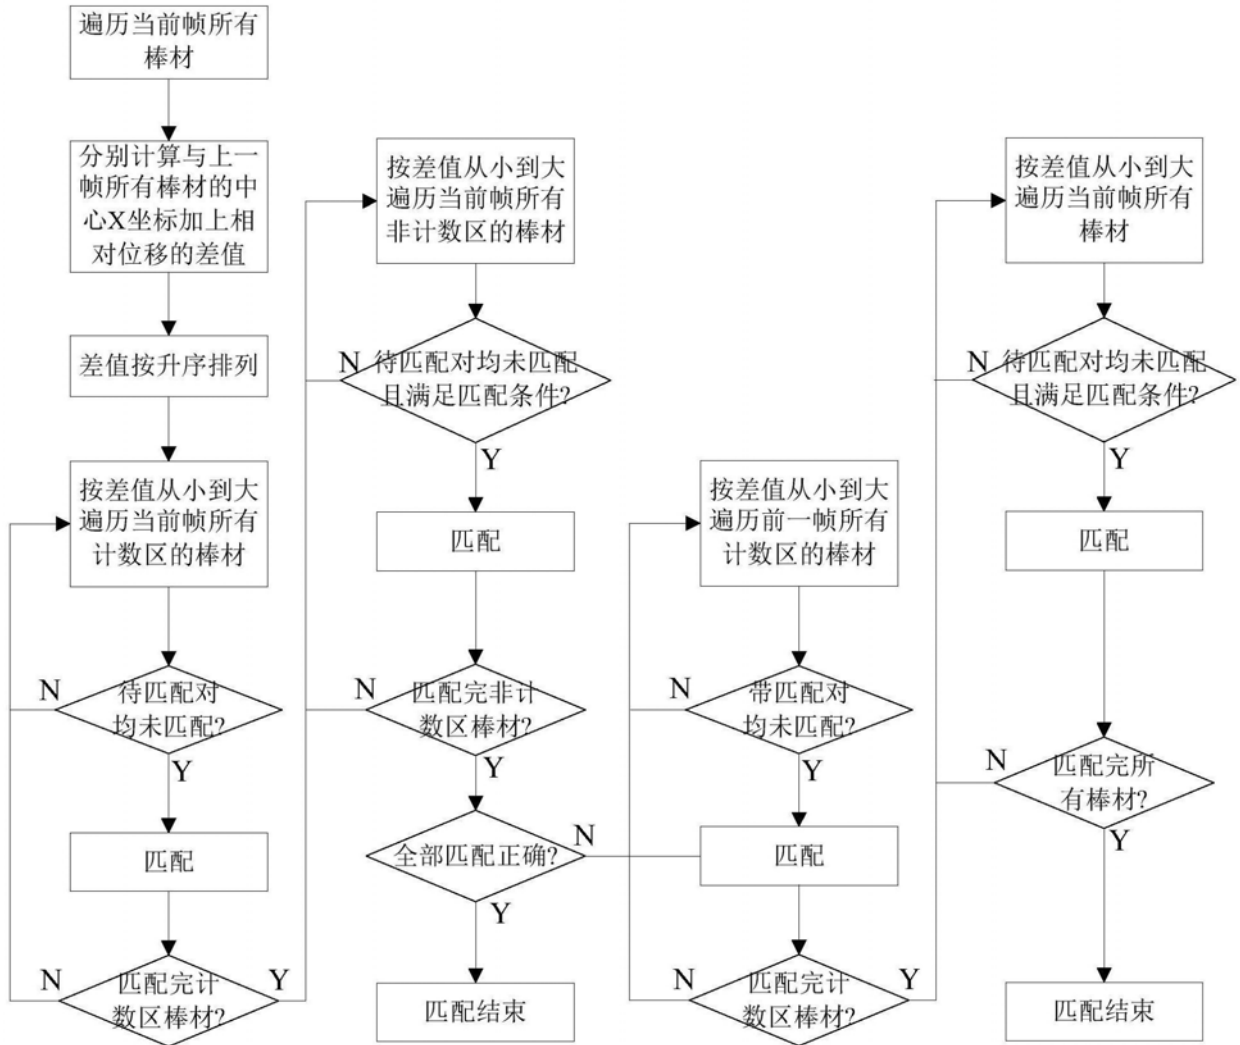 遍历当前帧所有
棒材
分别计算与上一
帧所有棒材的中
心X坐标加上相
对位移的差值
差值按升序排列
按差值从小到大
遍历当前帧所有
计数区的棒材
N
待匹配对
均未匹配?
Y
匹配
N
匹配完计
数区棒材?
Y
按差值从小到大
遍历当前帧所有
非计数区的棒材
N
待匹配对均未匹配
且满足匹配条件?
Y
匹配
N
匹配完非计
数区棒材?
Y
全部匹配正确?
N
Y
匹配结束
按差值从小到大
遍历前一帧所有
计数区的棒材
N
带匹配对
均未匹配?
Y
匹配
N
匹配完计
数区棒材?
Y
按差值从小到大
遍历当前帧所有
棒材
N
待匹配对均未匹配
且满足匹配条件?
Y
匹配
N
匹配完所
有棒材?
Y
匹配结束